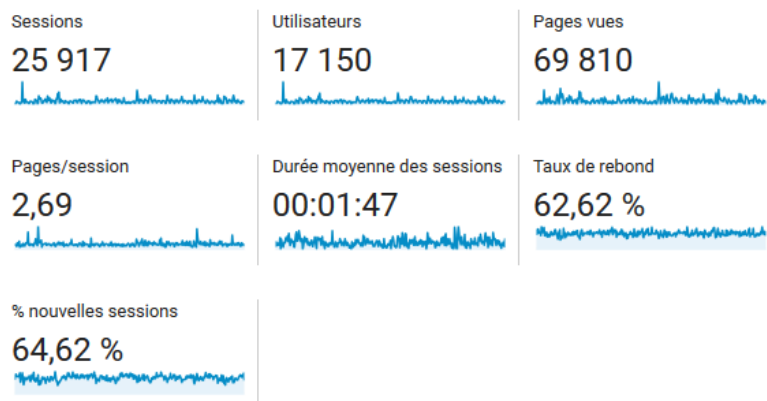 Sessions
25 917
Utilisateurs
17 150
Pages vues
69 810
Pages/session
2,69
Durée moyenne des sessions
00:01:47
Taux de rebond
62,62 %
% nouvelles sessions
64,62 %